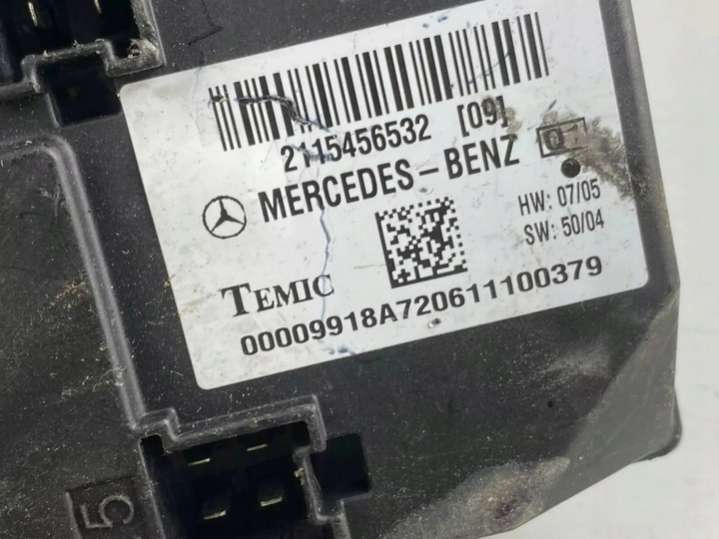 2115456532 [09]
MERCEDES-BENZ
HW: 07/05
SW: 50/04
TEMIC
00009918A720611100379
5